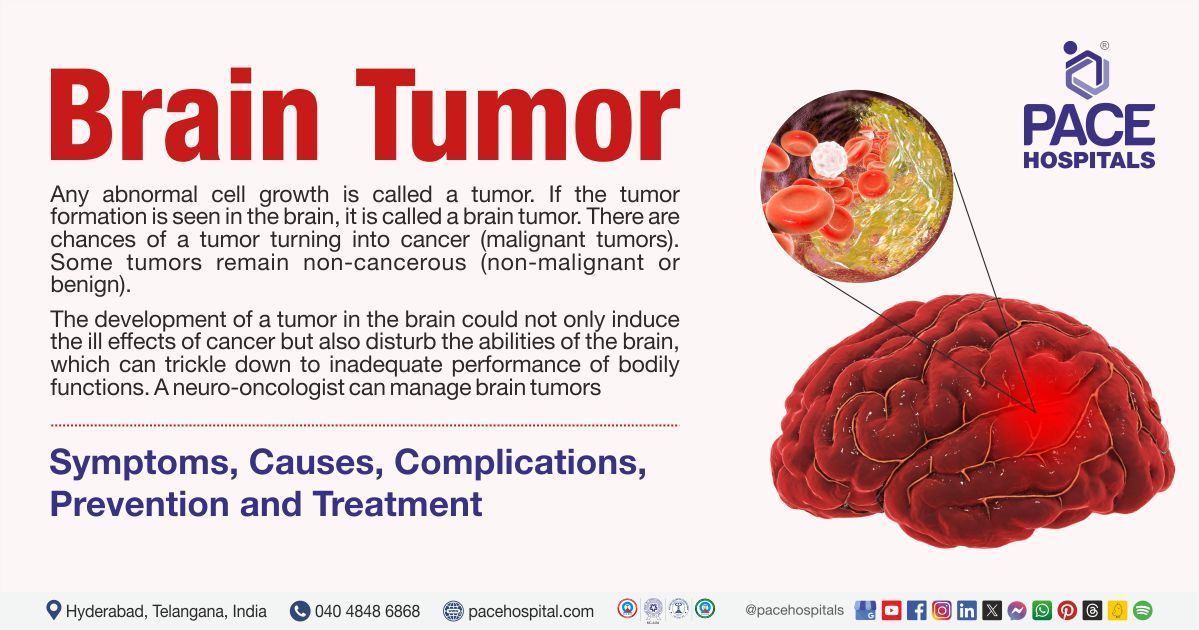 Brain Tumor
Any abnormal cell growth is called a tumor. If the tumor
formation is seen in the brain, it is called a brain tumor. There are
chances of a tumor turning into cancer (malignant tumors).
Some tumors remain non-cancerous (non-malignant or
benign).
The development of a tumor in the brain could not only induce
the ill effects of cancer but also disturb the abilities of the brain,
which can trickle down to inadequate performance of bodily
functions. A neuro-oncologist can manage brain tumors
Symptoms, Causes, Complications,
Prevention and Treatment
®
PACE
HOSPITALS
Hyderabad, Telangana, India 040 4848 6868 pacehospital.com @pacehospitals